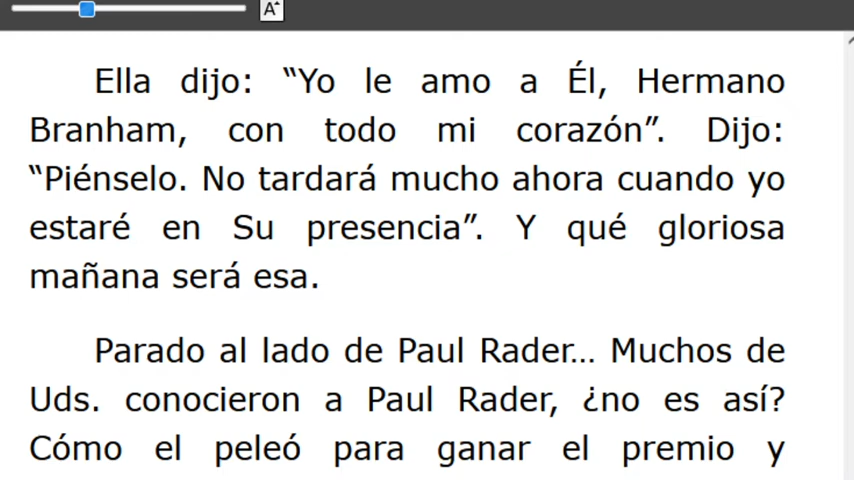 A
Ella dijo: “Yo le amo a Él, Hermano
Branham, con todo mi corazón”. Dijo:
“Piénselo. No tardará mucho ahora cuando yo
estaré en Su presencia”. Y qué gloriosa
mañana será esa.
Parado al lado de Paul Rader... Muchos de
Uds. conocieron a Paul Rader, ¿no es así?
Cómo el peleó para ganar el premio y